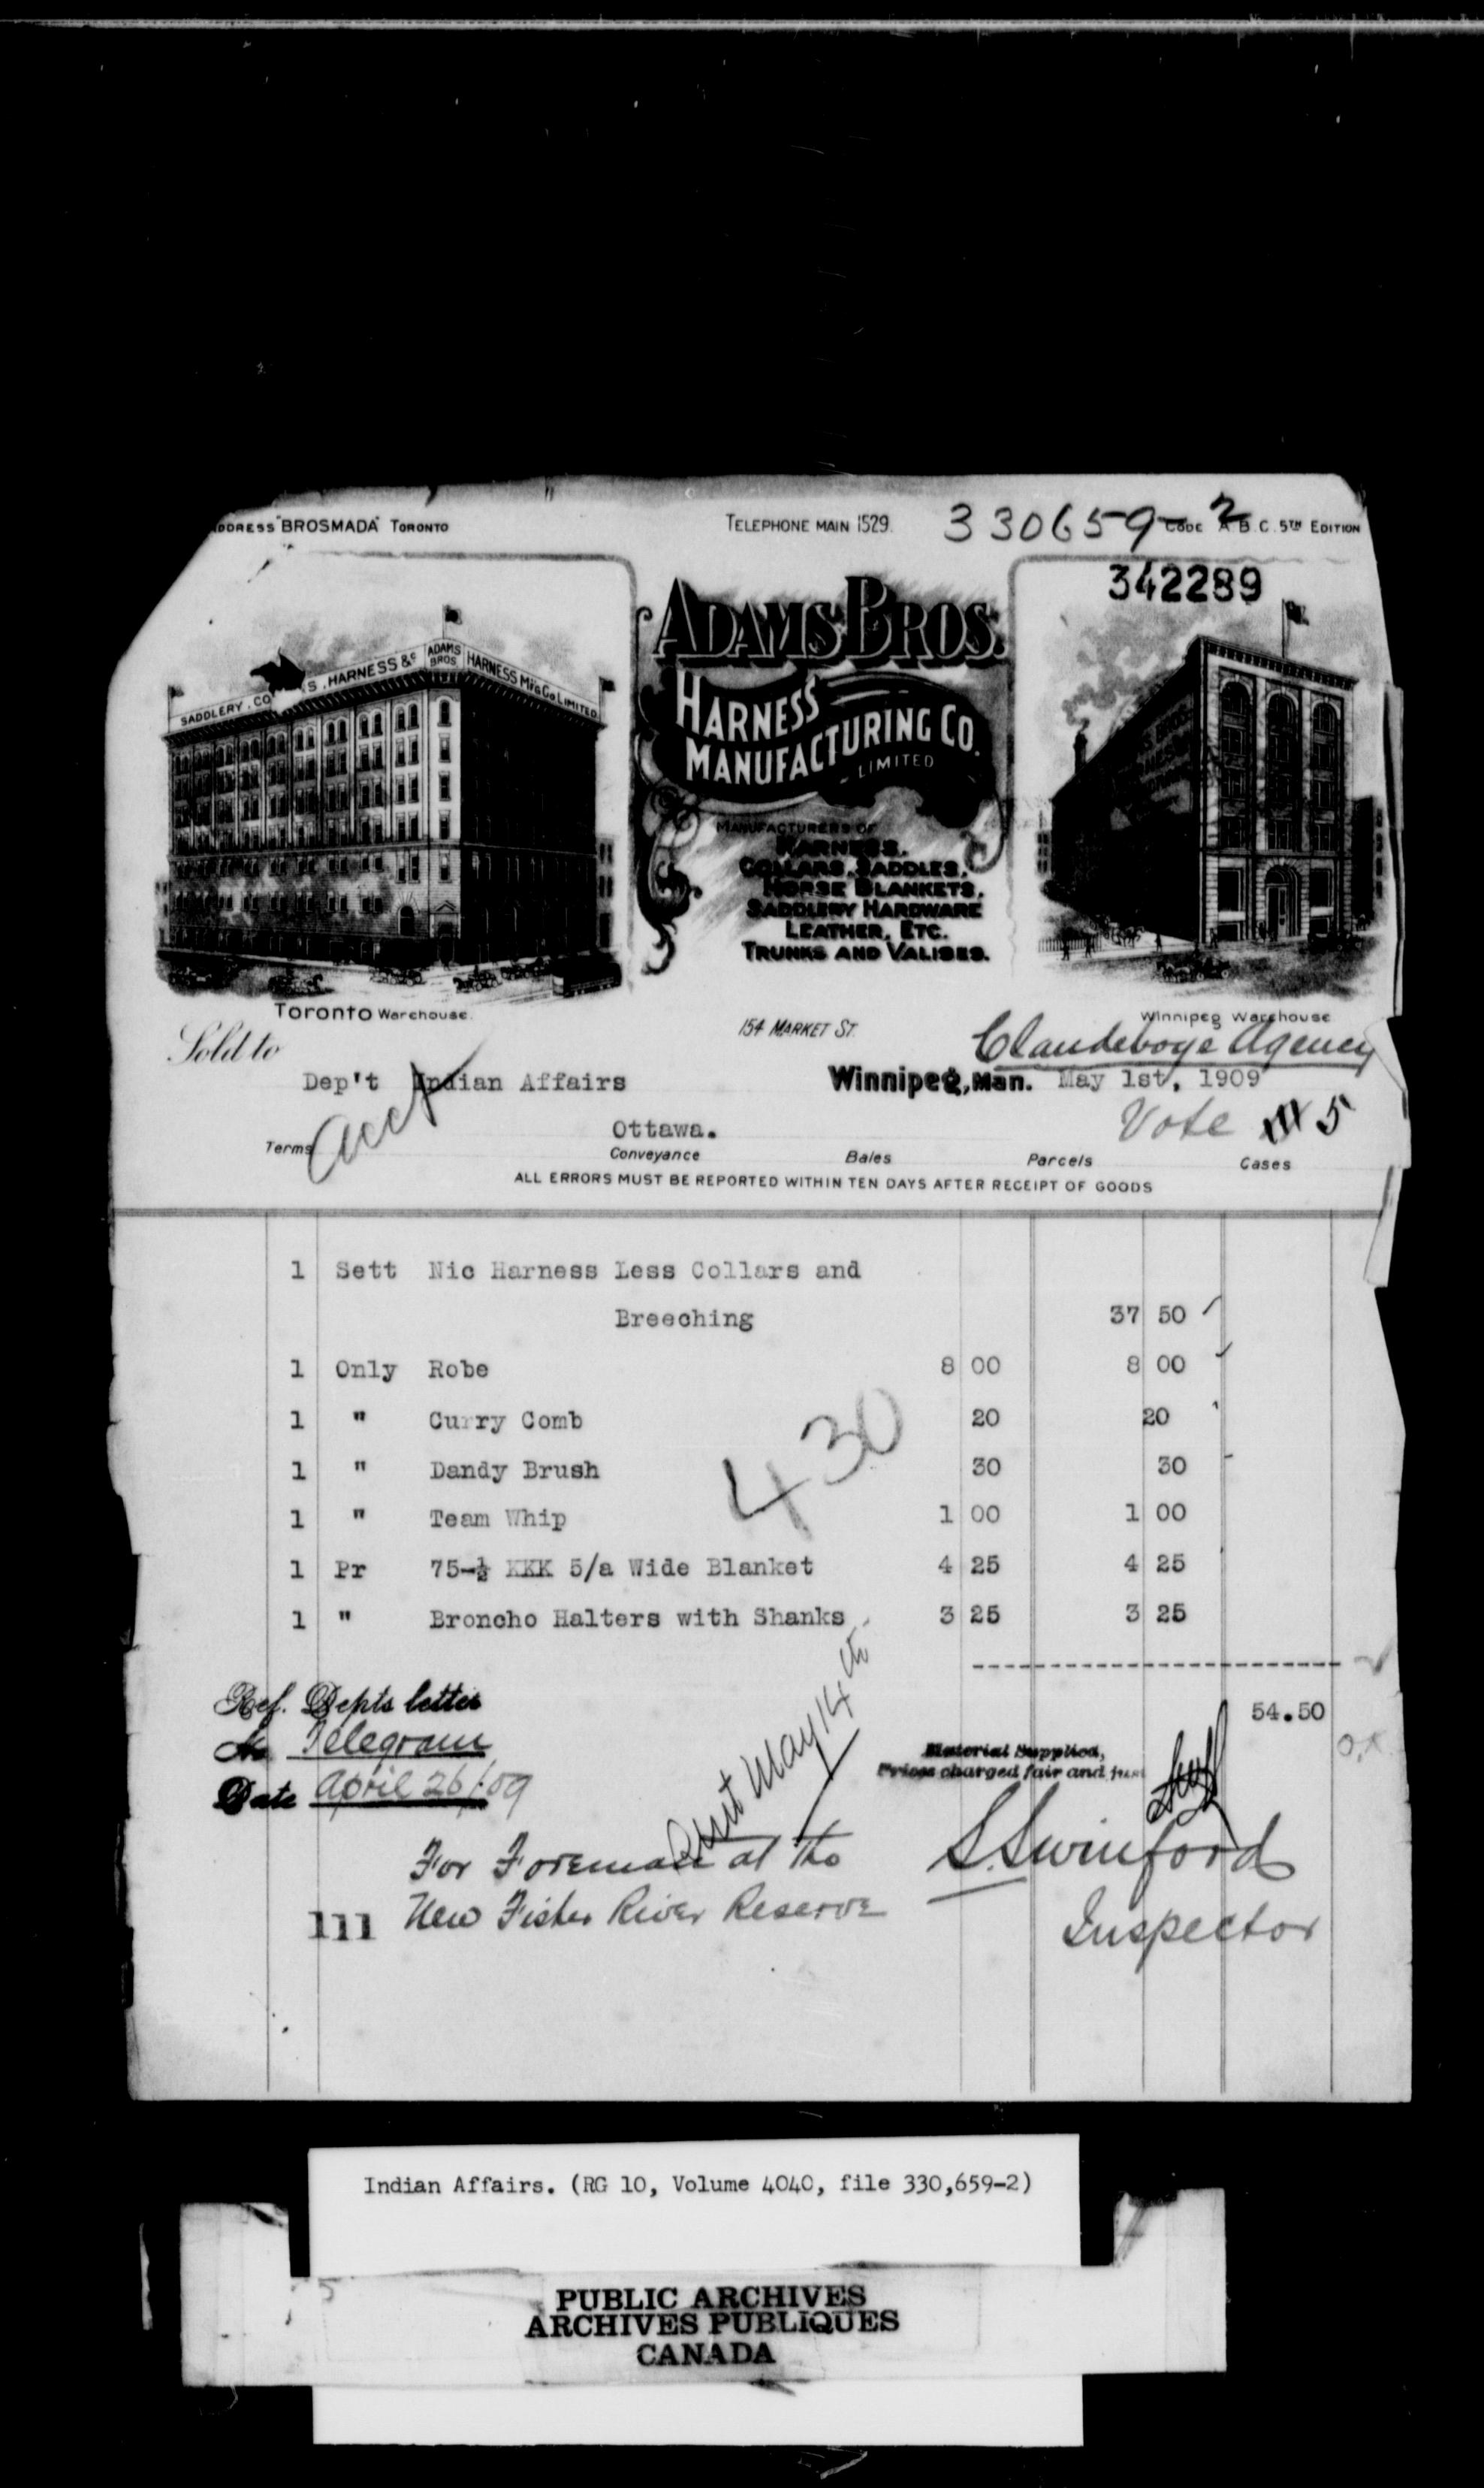 DDRESS "BROSMADA" TORONTO
TELEPHONE MAIN 1529.
330659-2
CODE A.B.C. 5TH EDITION
342289
SADDLERY. CO S. HARNESS &c ADAMS BROS HARNESS M'F'G Co LIMITED
ADAMS BROS.
HARNESS
MANUFACTURING CO.
LIMITED
MANUFACTURERS OF
HARNESS,
COLLARS, SADDLES,
HORSE BLANKETS,
SADDLERY HARDWARE
LEATHER, ETC.
TRUNKS AND VALISES.
Toronto Warehouse.
Winnipeg Warehouse
154 MARKET ST.
Clandeboye Agency
Sold to
Dep't Indian Affairs
Winnipeg, Man. May 1st, 1909
Ottawa.
Vote 5
Terms
Acct
Conveyance Bales Parcels Cases
ALL ERRORS MUST BE REPORTED WITHIN TEN DAYS AFTER RECEIPT OF GOODS
1 Sett Nic Harness Less Collars and
Breeching 37 50
1 Only Robe 8 00 8 00
1 " Curry Comb 20 20
1 " Dandy Brush 30 30
1 " Team Whip 1 00 1 00
1 Pr 75-½ KKK 5/a Wide Blanket 4 25 4 25
1 " Broncho Halters with Shanks 3 25 3 25
430
54.50
O.K
Ref. Depts letter
No. Telegram
Date April 26/09
May 14th
Material Supplied,
Prices charged fair and just
For Foreman at the
New Fisher River Reserve
S. Swinford
Inspector
111
Indian Affairs. (RG 10, Volume 4040, file 330,659-2)
PUBLIC ARCHIVES
ARCHIVES PUBLIQUES
CANADA